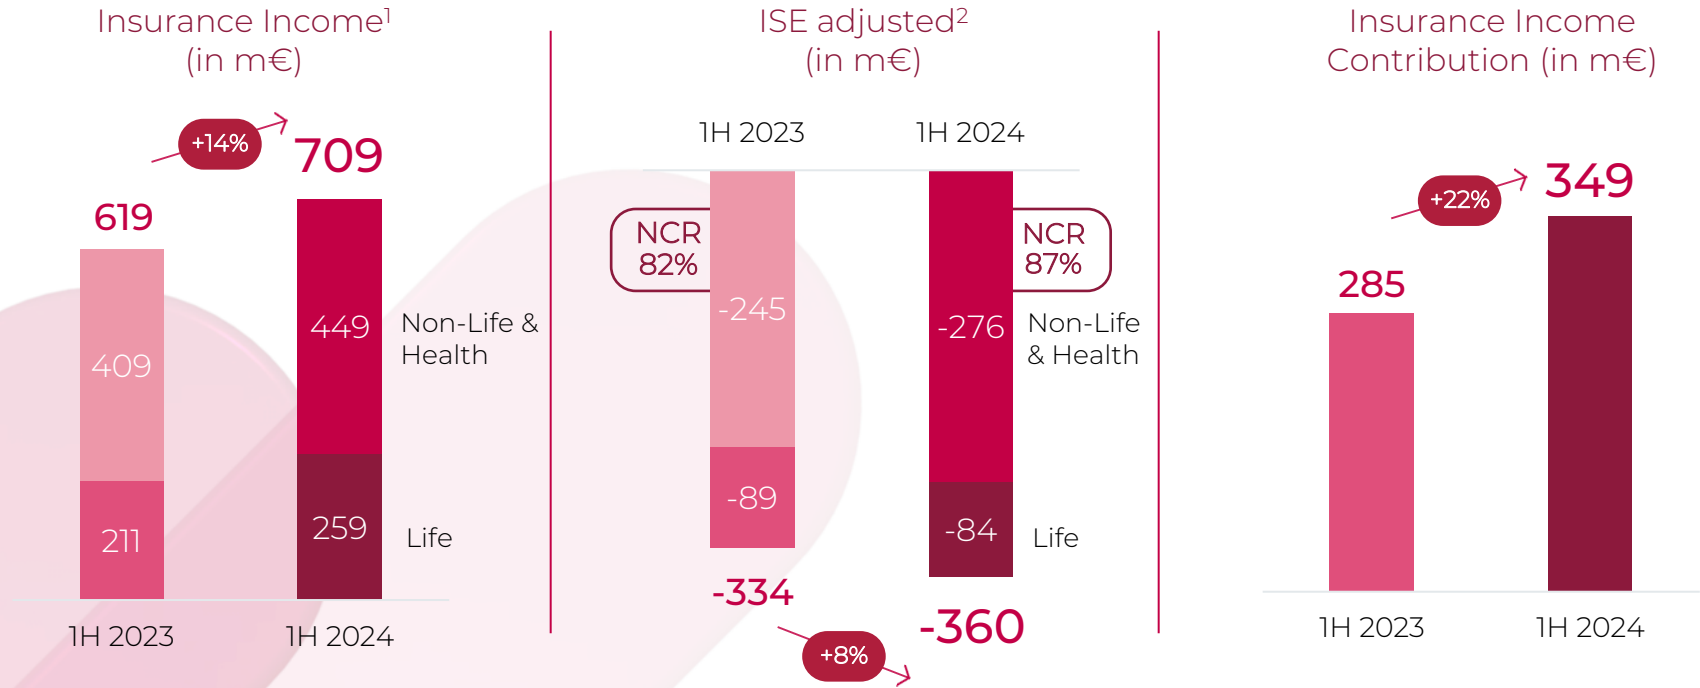 Insurance Income¹
(in m€)
+14%
709
619
409
449
Non-Life &
Health
211
259
Life
1H 2023
1H 2024
ISE adjusted²
(in m€)
1H 2023
1H 2024
NCR
82%
NCR
87%
-245
-276
Non-Life
& Health
-89
-84
Life
-334
-360
+8%
Insurance Income
Contribution (in m€)
+22%
349
285
1H 2023
1H 2024